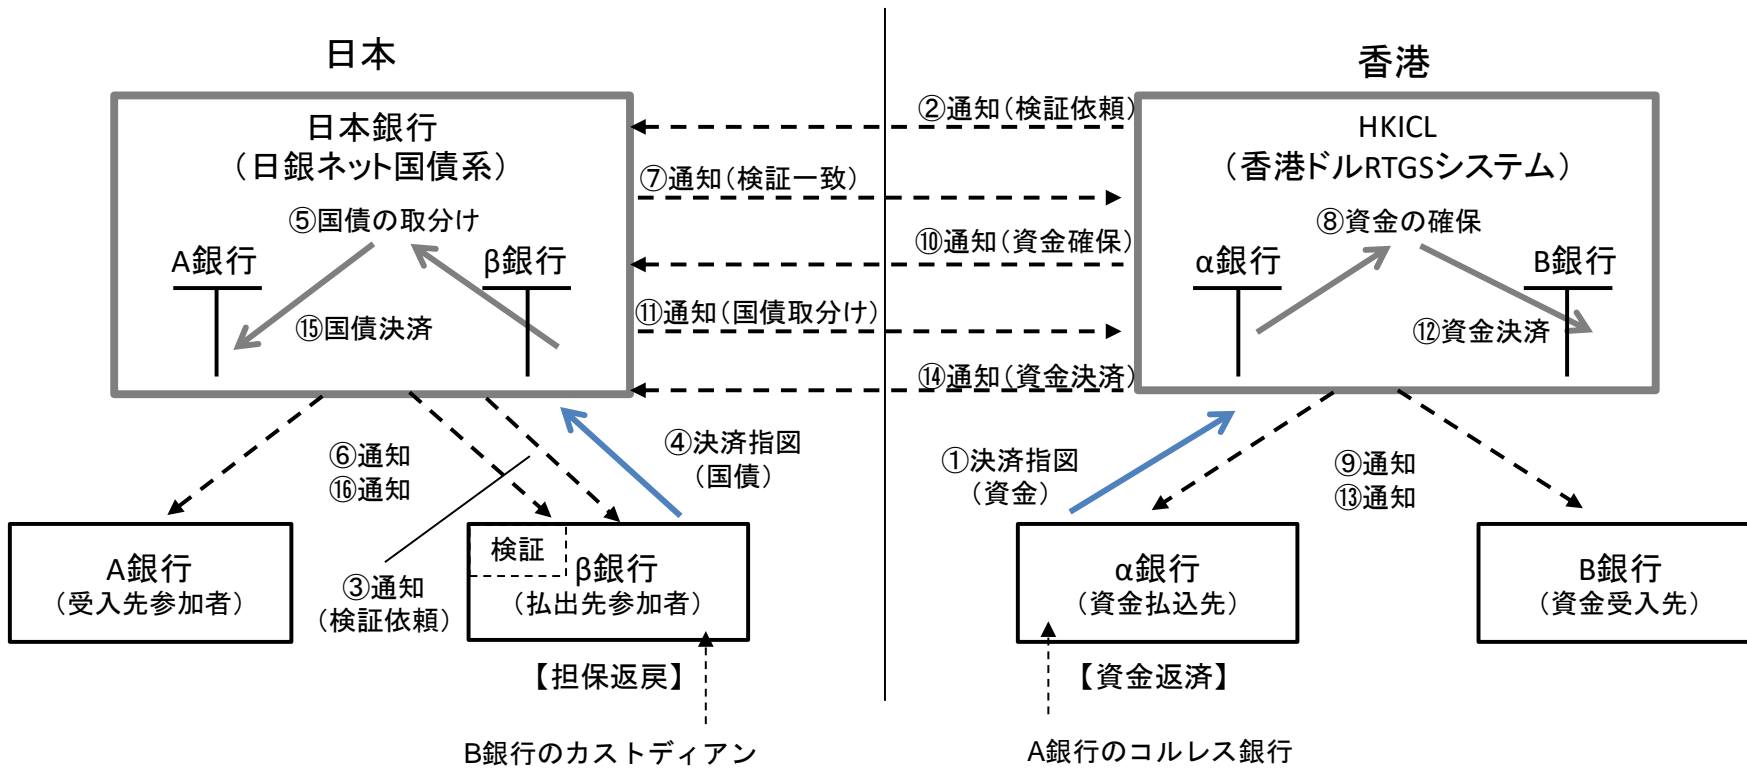 日本
香港
日本銀行
（日銀ネット国債系）
②通知（検証依頼）
HKICL
（香港ドルRTGSシステム）
⑦通知（検証一致）
⑤国債の取分け
⑧資金の確保
⑩通知（資金確保）
A銀行
β銀行
α銀行
B銀行
⑪通知（国債取分け）
⑮国債決済
⑫資金決済
⑭通知（資金決済）
⑥通知
⑯通知
④決済指図
（国債）
①決済指図
（資金）
⑨通知
⑬通知
A銀行
（受入先参加者）
③通知
（検証依頼）
検証
β銀行
（払出先参加者）
α銀行
（資金払込先）
B銀行
（資金受入先）
【担保返戻】
【資金返済】
B銀行のカストディアン
A銀行のコルレス銀行